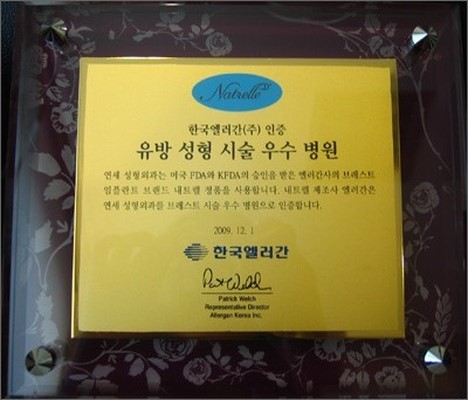 Natrelle
한국엘러간(주) 인증
유방 성형 시술 우수 병원
연세 성형외과는 미국 FDA와 KFDA의 승인을 받은 엘러간사의 브레스트
임플란트 브랜드 내트렐 정품을 사용합니다. 내트렐 제조사 엘러간은
연세 성형외과를 브레스트 시술 우수 병원으로 인증합니다.
2009. 12. 1
한국엘러간
Patrick Welch
Representative Director
Allergan Korea Inc.